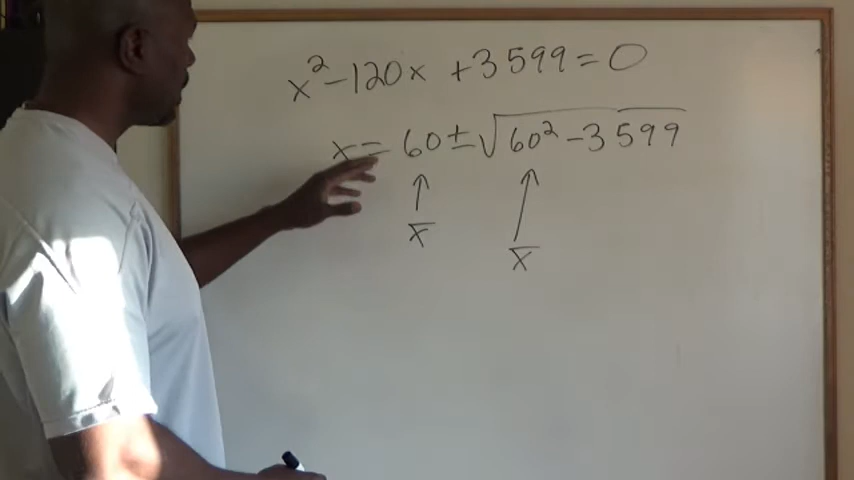 x² - 120x + 3599 = 0
x = 60 ± √60² - 3599
x̄
x̄